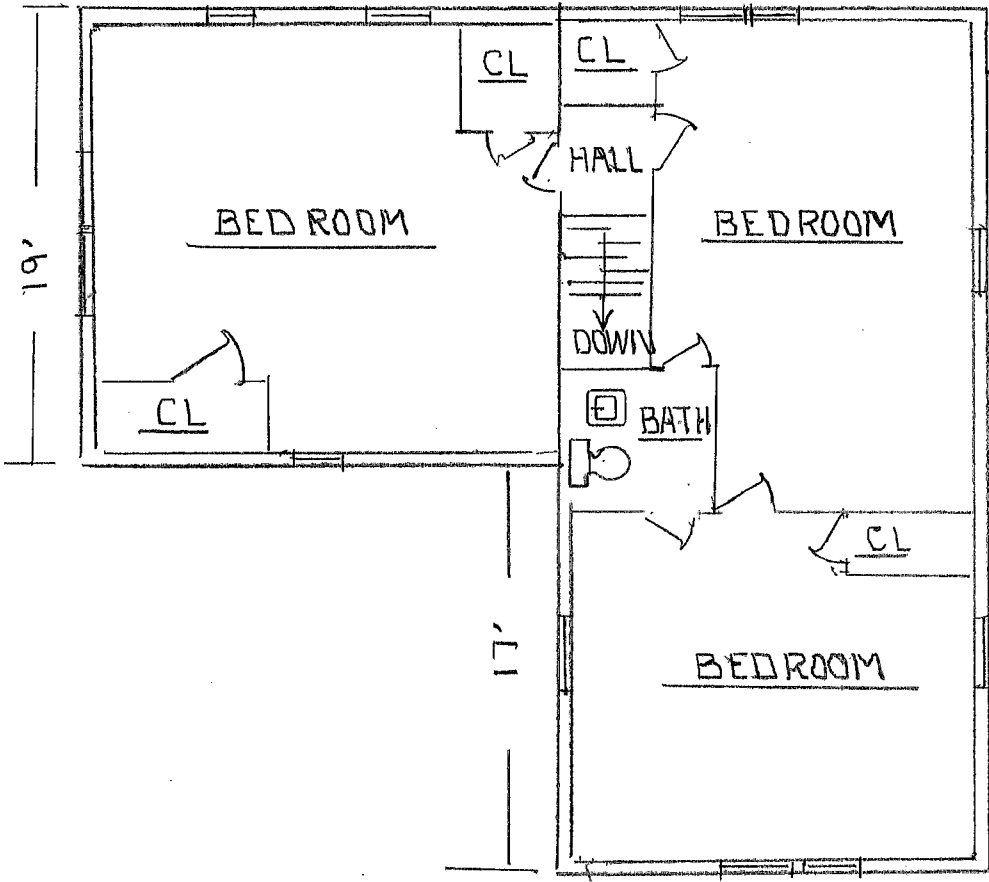 CL
CL
HALL
BEDROOM
BEDROOM
19'
DOWN
CL
BATH
CL
17'
BEDROOM